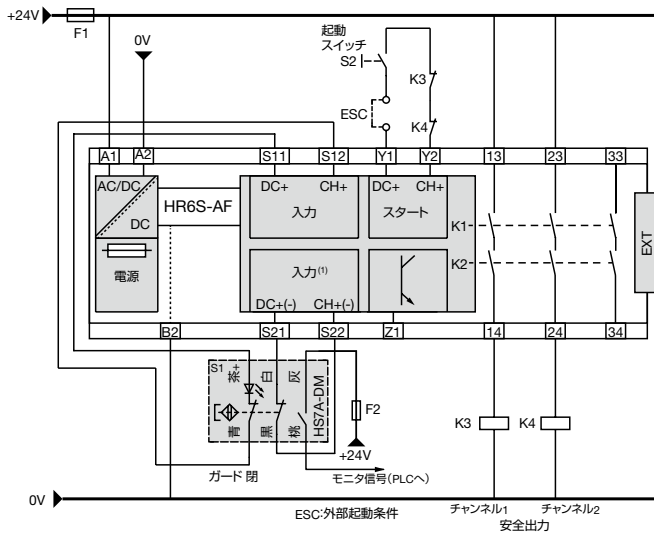 +24V
F1
0V
起動
スイッチ
S2
K3
ESC
K4
A1
A2
S11
S12
Y1
Y2
13
23
33
AC/DC
DC
電源
HR6S-AF
DC+
CH+
入力
DC+
CH+
スタート
K1
K2
入力(1)
DC+(-)
CH+(-)
EXT
B2
S21
S22
Z1
14
24
34
S1
茶+
白
灰
青
黒
桃
HS7A-DM
F2
+24V
K3
K4
ガード 閉
モニタ信号(PLCへ)
0V
ESC:外部起動条件
チャンネル1
チャンネル2
安全出力